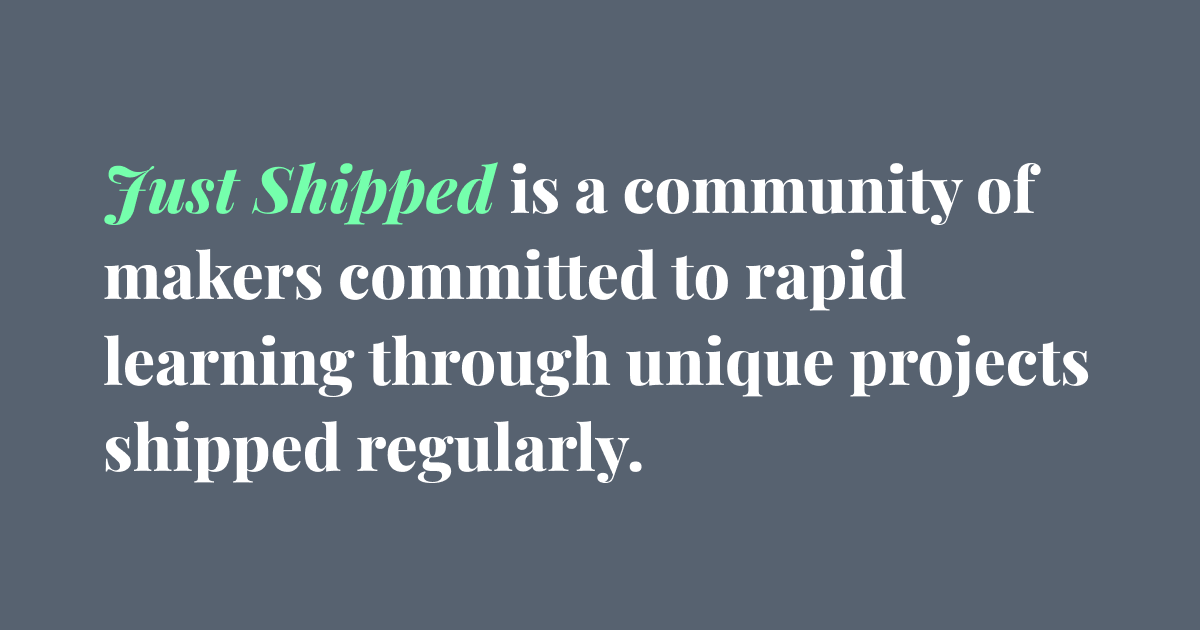 Just Shipped is a community of
makers committed to rapid
learning through unique projects
shipped regularly.